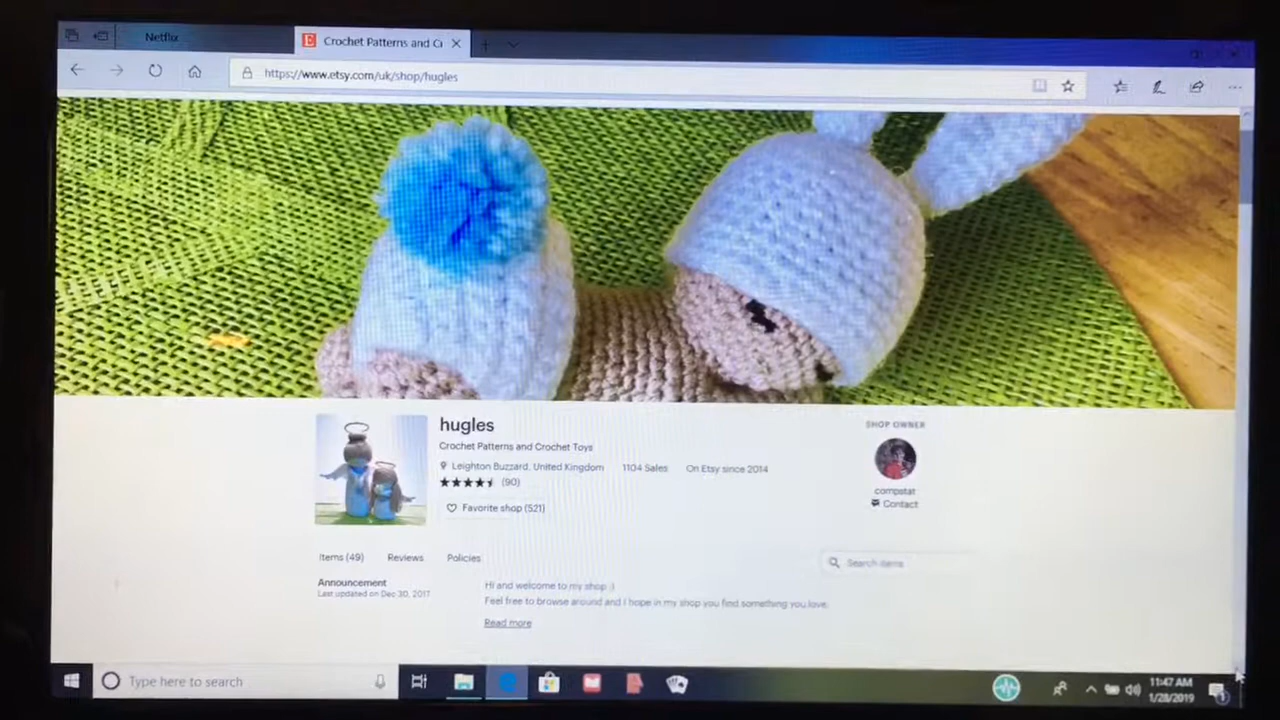 Netflix
Crochet Patterns and Cr
https://www.etsy.com/uk/shop/hugles
hugles
Crochet Patterns and Crochet Toys
Leighton Buzzard, United Kingdom
1104 Sales
On Etsy since 2014
(90)
Favorite shop (521)
SHOP OWNER
compstat
Contact
Items (49)
Reviews
Policies
Search items
Announcement
Last updated on Dec 30, 2017
Hi and welcome to my shop :)
Feel free to browse around and I hope in my shop you find something you love.
Read more
Type here to search
11:47 AM
1/28/2019